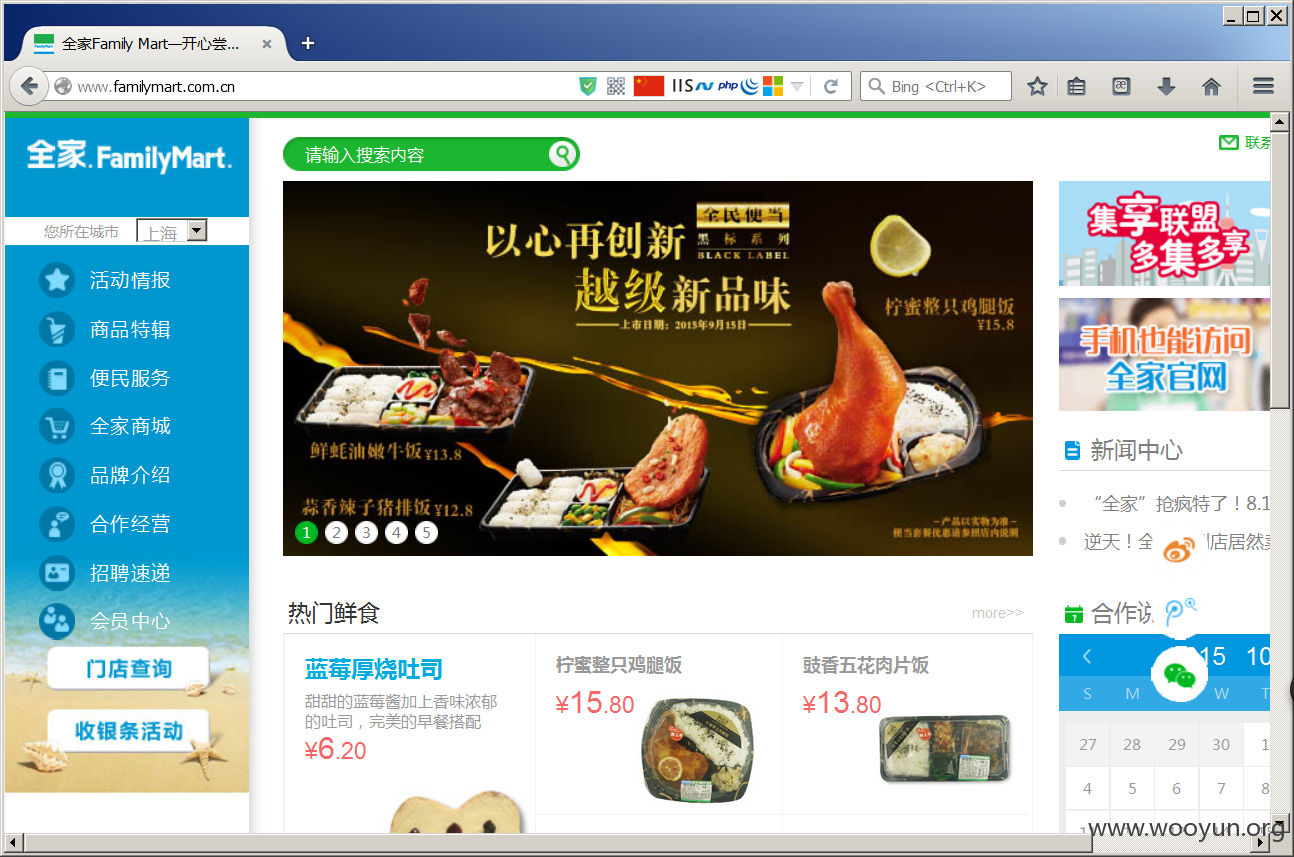 全家Family Mart—开心尝...
www.familymart.com.cn
IIS
php
Bing <Ctrl+K>
全家.FamilyMart.
请输入搜索内容
联系
您所在城市
上海
活动情报
商品特辑
便民服务
全家商城
品牌介绍
合作经营
招聘速递
会员中心
门店查询
收银条活动
以心再创新
全民便当
黑标系列
BLACK LABEL
越级新品味
上市日期：2015年9月15日
柠蜜整只鸡腿饭
¥15.8
鲜蚝油嫩牛饭¥13.8
蒜香辣子猪排饭¥12.8
1 2 3 4 5
－产品以实物为准－
便当套餐优惠请参照店内说明
集享联盟
多集多享
手机也能访问
全家官网
新闻中心
“全家”抢疯特了！8.1
逆天！全
店居然卖
热门鲜食
more>>
蓝莓厚烧吐司
甜甜的蓝莓酱加上香味浓郁
的吐司，完美的早餐搭配
¥6.20
柠蜜整只鸡腿饭
¥15.80
豉香五花肉片饭
¥13.80
合作说
15 10
S M W T
27 28 29 30 1
4 5 6 7 8
www.wooyun.org